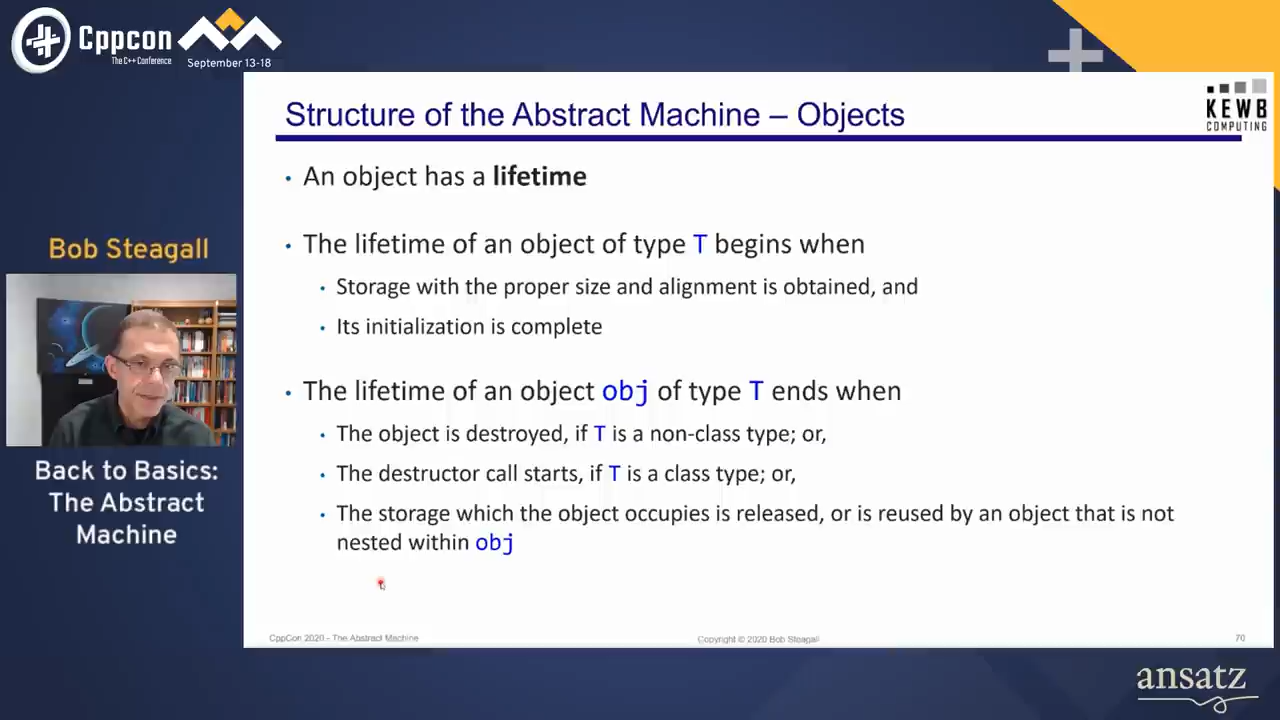 Cppcon
The C++ Conference
September 13-18
KEWB
COMPUTING
Structure of the Abstract Machine – Objects
• An object has a lifetime
• The lifetime of an object of type T begins when
• Storage with the proper size and alignment is obtained, and
• Its initialization is complete
• The lifetime of an object obj of type T ends when
• The object is destroyed, if T is a non-class type; or,
• The destructor call starts, if T is a class type; or,
• The storage which the object occupies is released, or is reused by an object that is not
nested within obj
Bob Steagall
Back to Basics:
The Abstract
Machine
CppCon 2020 - The Abstract Machine
Copyright © 2020 Bob Steagall
70
ansatz